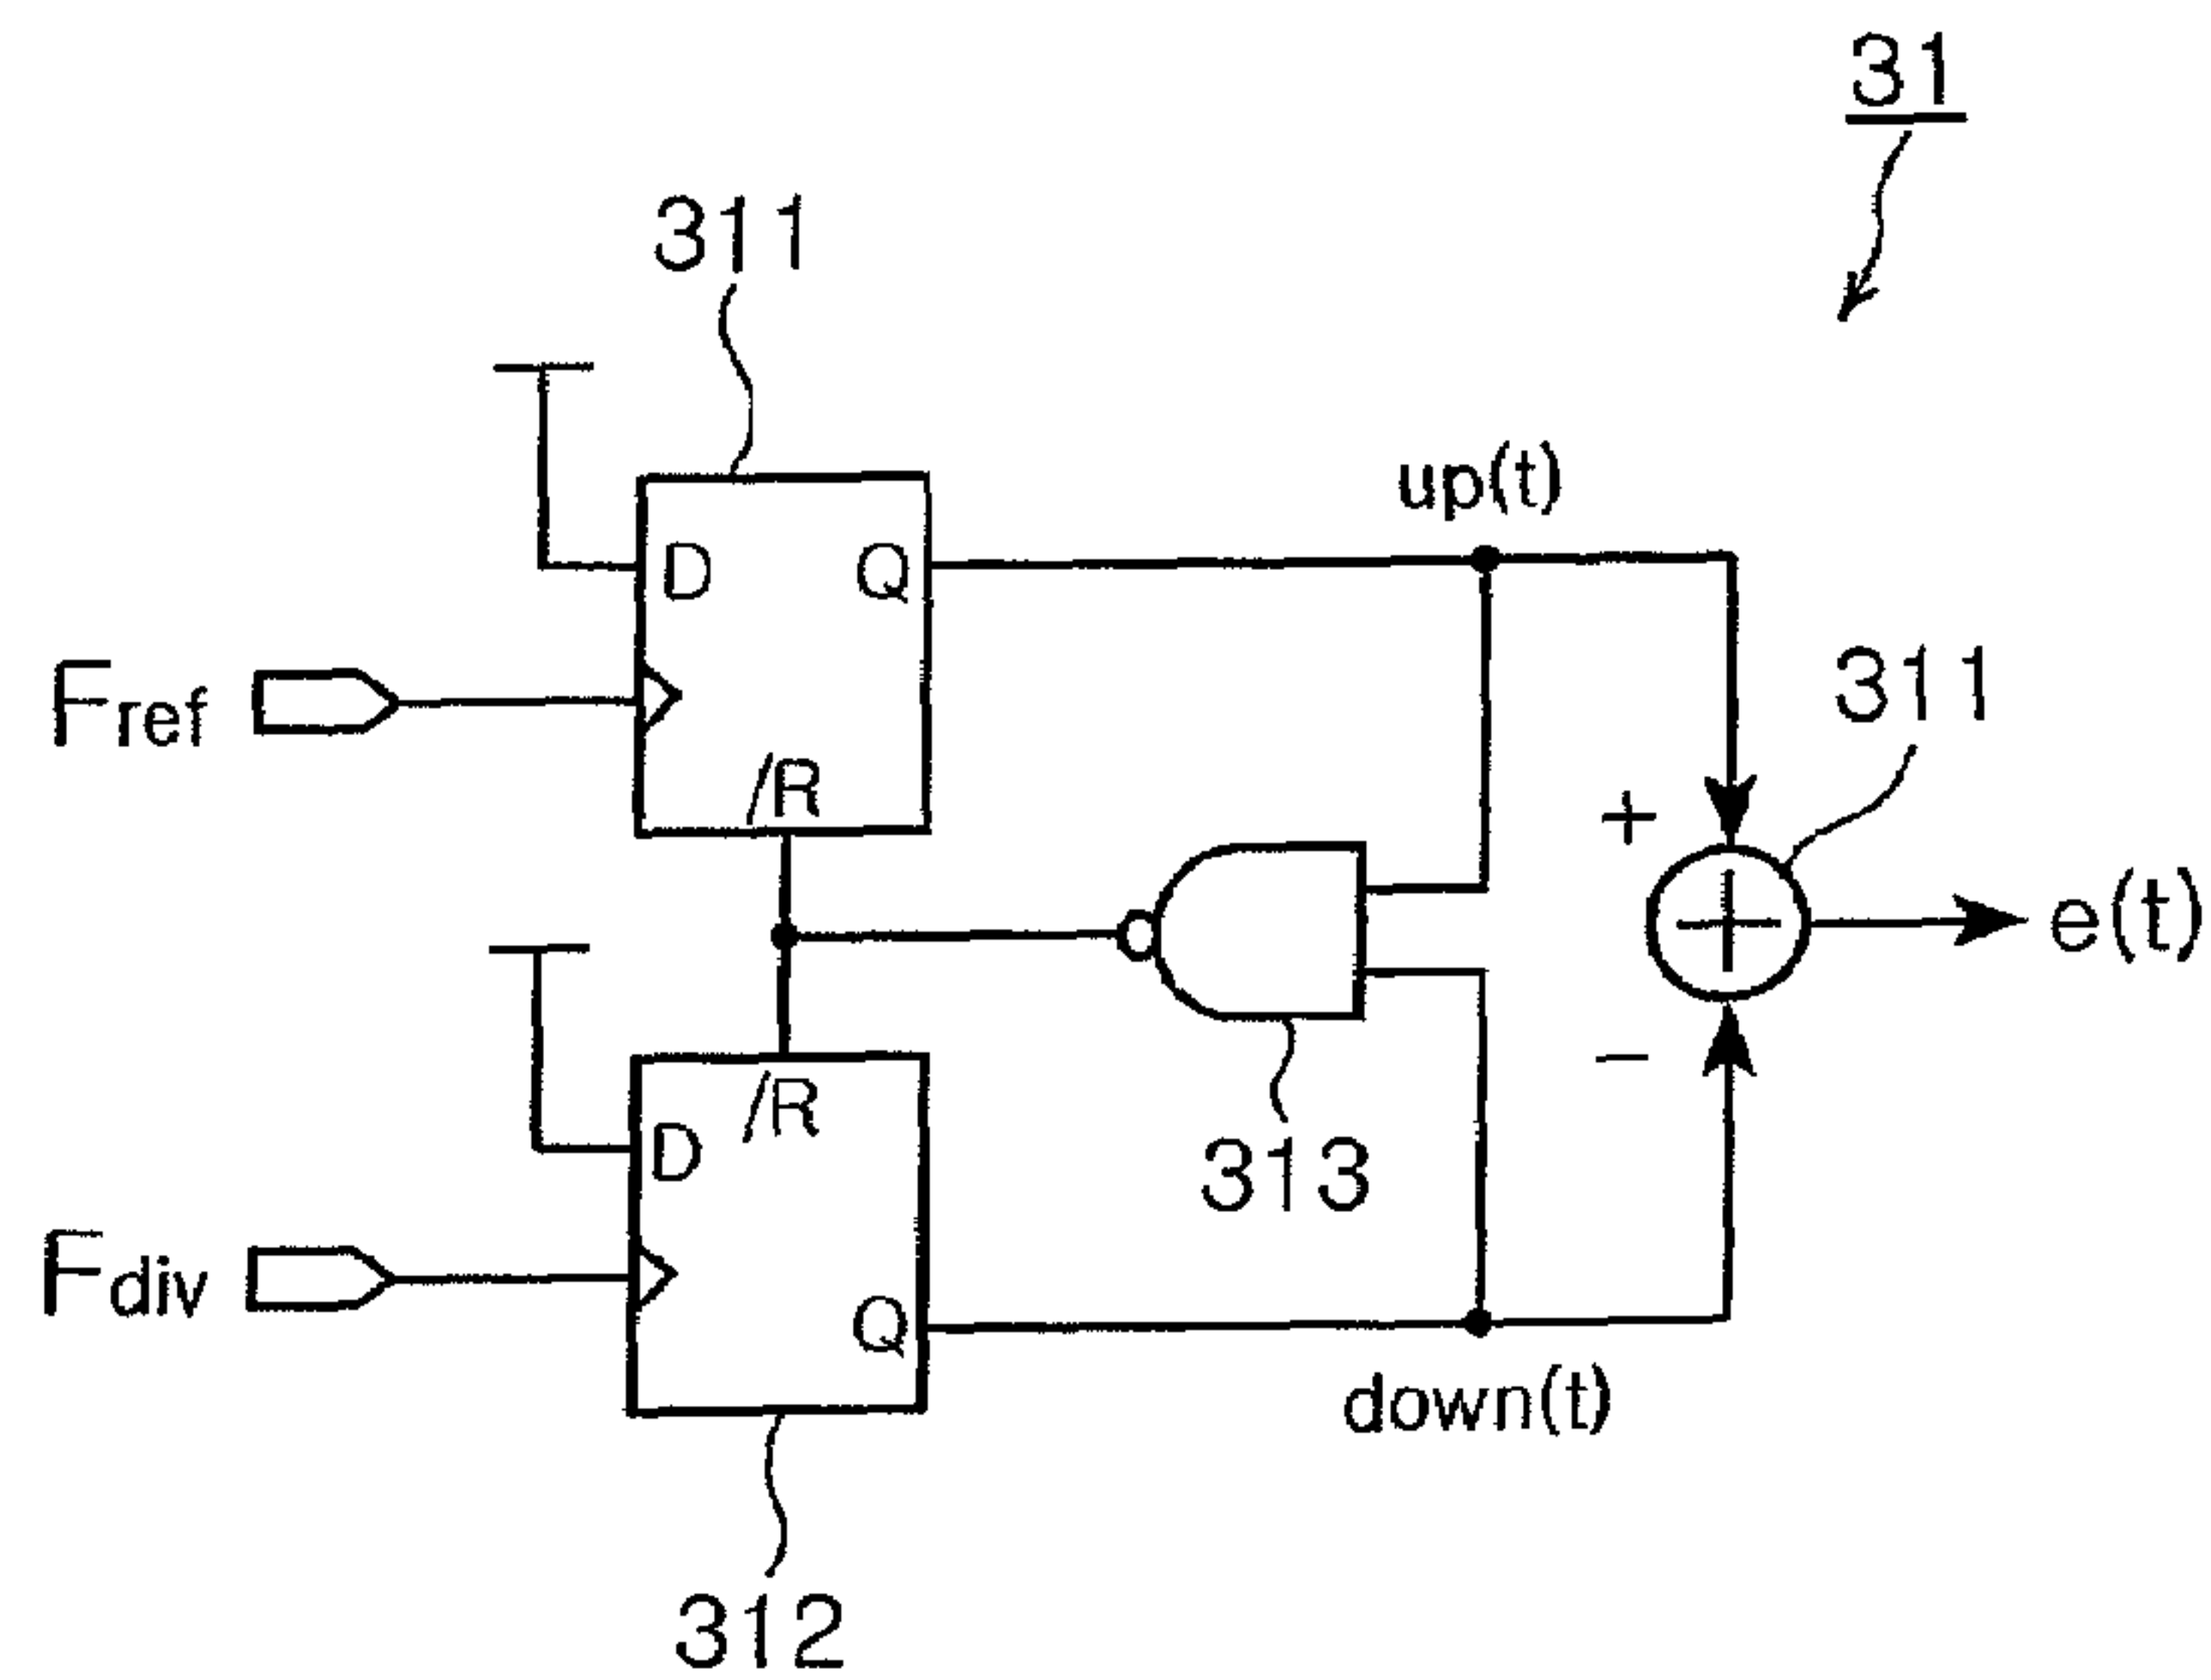 31
311
up(t)
D
Q
Fref
/R
311
+
e(t)
/R
D
−
313
Fdiv
Q
down(t)
312